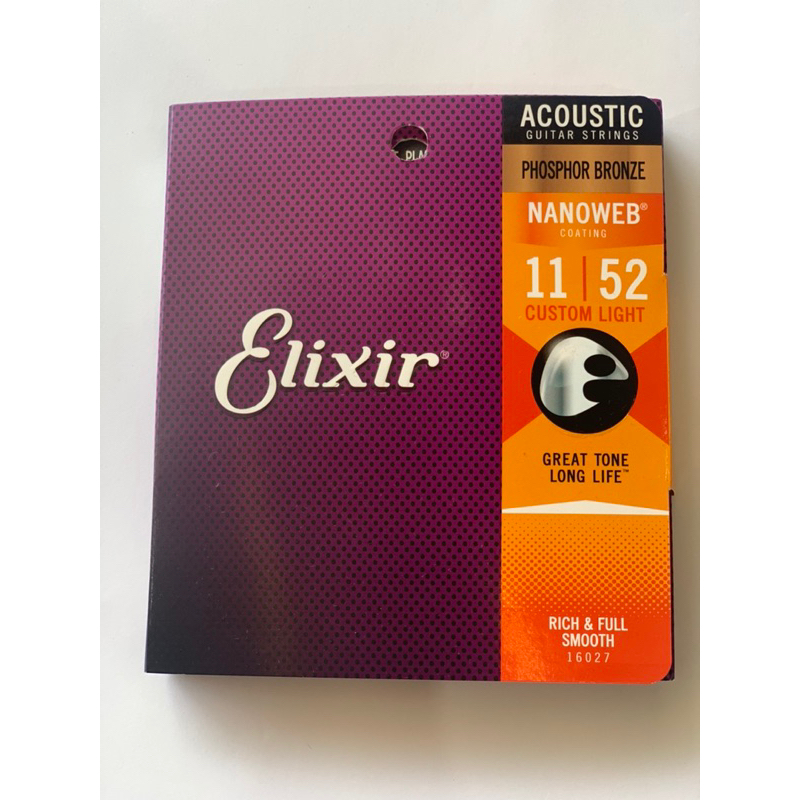 ACOUSTIC
GUITAR STRINGS
PHOSPHOR BRONZE
NANOWEB®
COATING
11 | 52
CUSTOM LIGHT
Elixir®
GREAT TONE
LONG LIFE™
RICH & FULL
SMOOTH
16027